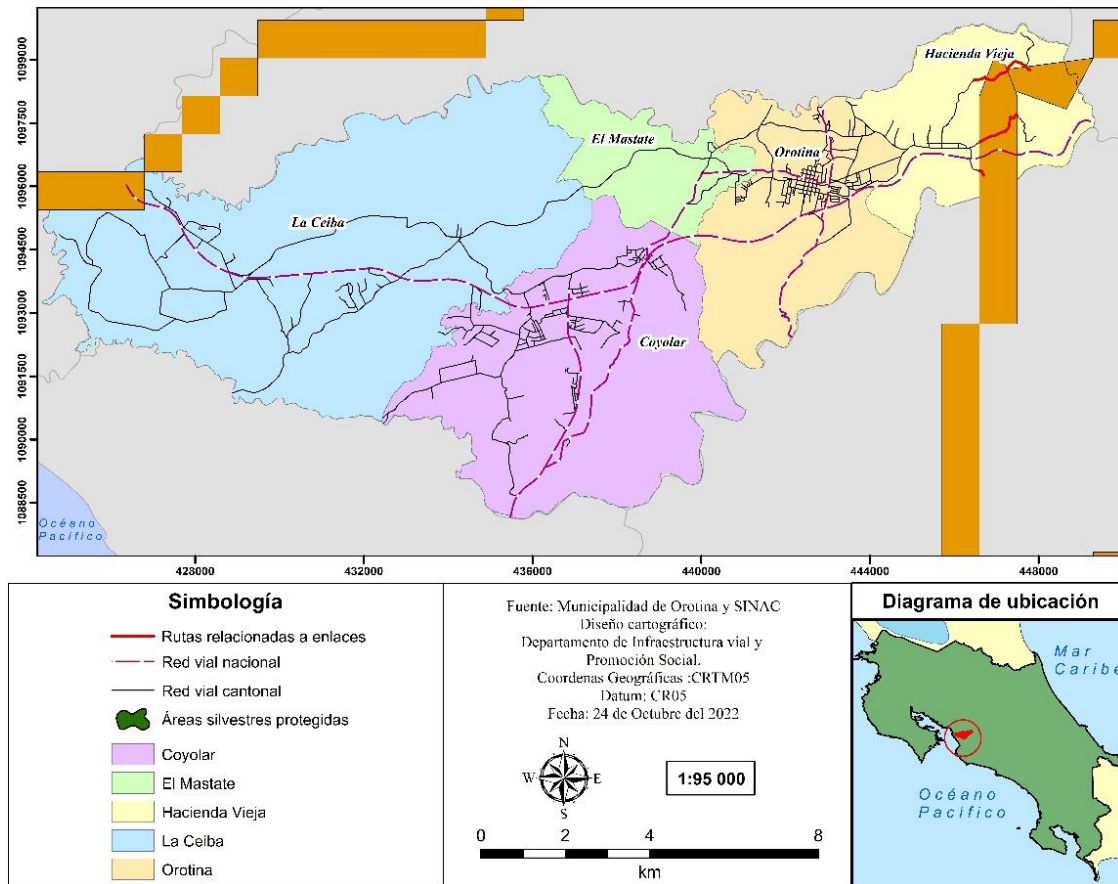 1099000
1097500
1096000
1094500
1093000
1091500
1090000
1088500
Hacienda Vieja
El Mastate
Orotina
La Ceiba
Coyolar
Océano
Pacífico
428000
432000
436000
440000
444000
448000
Simbología
Rutas relacionadas a enlaces
Red vial nacional
Red vial cantonal
Áreas silvestres protegidas
Coyolar
El Mastate
Hacienda Vieja
La Ceiba
Orotina
Fuente: Municipalidad de Orotina y SINAC
Diseño cartográfico:
Departamento de Infraestructura vial y
Promoción Social.
Coordenas Geográficas :CRTM05
Datum: CR05
Fecha: 24 de Octubre del 2022
N
W
E
S
1:95 000
0 2 4 8
km
Diagrama de ubicación
Mar
Caribe
Océano
Pacífico